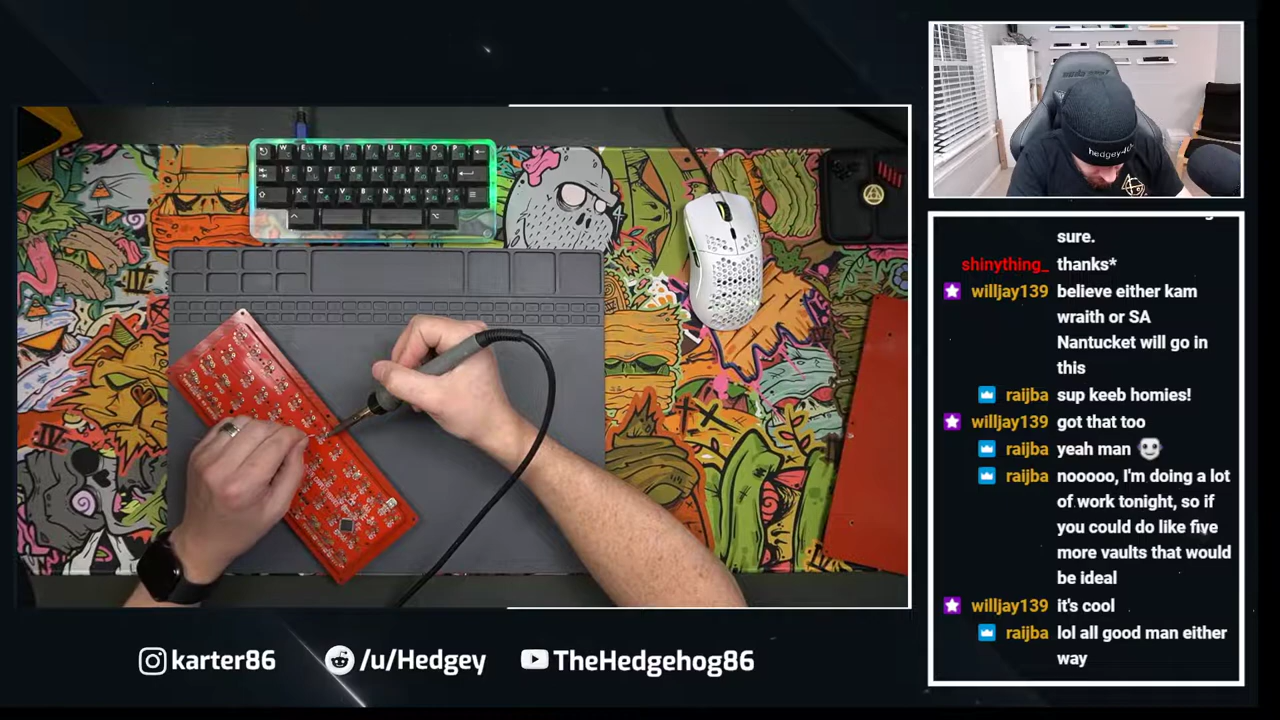 W E R T Y U I O P
S D F G H J K L
X C V B N M
hedgey40
IV
sure.
shinything_ thanks*
willjay139 believe either kam
wraith or SA
Nantucket will go in
this
raijba sup keeb homies!
willjay139 got that too
raijba yeah man
raijba nooooo, I'm doing a lot
of work tonight, so if
you could do like five
more vaults that would
be ideal
willjay139 it's cool
raijba lol all good man either
way
karter86
/u/Hedgey
TheHedgehog86